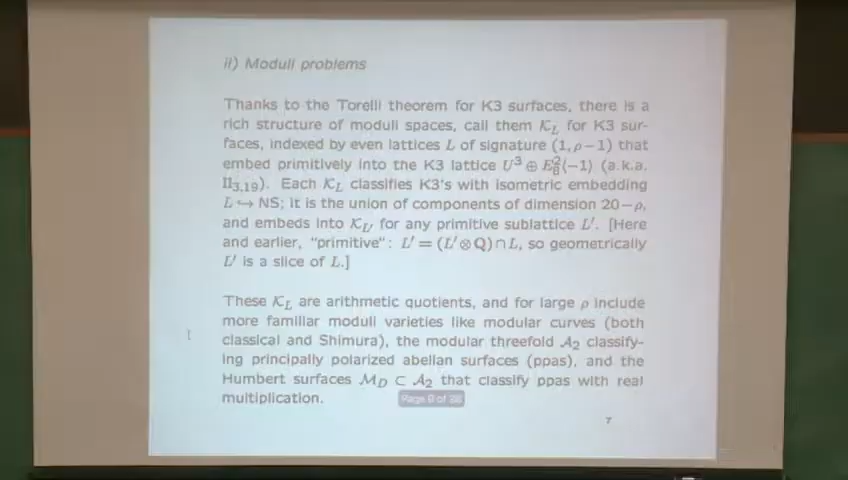 ii) Moduli problems
Thanks to the Torelli theorem for K3 surfaces, there is a
rich structure of moduli spaces, call them 𝒦_L for K3 sur-
faces, indexed by even lattices L of signature (1, ρ−1) that
embed primitively into the K3 lattice U³ ⊕ E₈²⟨−1⟩ (a.k.a.
II₃,₁₉). Each 𝒦_L classifies K3's with isometric embedding
L ↪ NS; it is the union of components of dimension 20−ρ,
and embeds into 𝒦_L′ for any primitive sublattice L′. [Here
and earlier, "primitive": L′ = (L′⊗Q)∩L, so geometrically
L′ is a slice of L.]
These 𝒦_L are arithmetic quotients, and for large ρ include
more familiar moduli varieties like modular curves (both
classical and Shimura), the modular threefold 𝒜₂ classify-
ing principally polarized abelian surfaces (ppas), and the
Humbert surfaces ℳ_D ⊂ 𝒜₂ that classify ppas with real
multiplication.
7